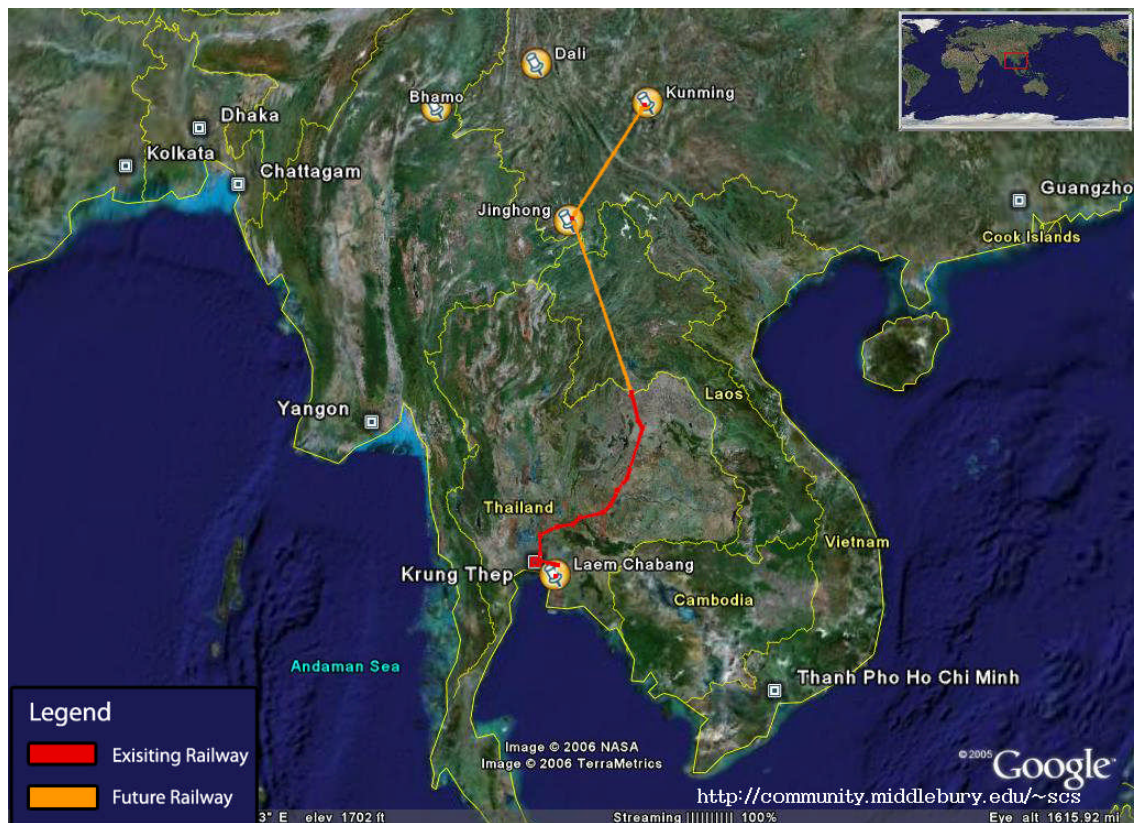 Dali
Bhamo
Kunming
Dhaka
Kolkata
Chattagam
Guangzho
Jinghong
Cook Islands
Laos
Yangon
Thailand
Vietnam
Krung Thep
Laem Chabang
Cambodia
Andaman Sea
Thanh Pho Ho Chi Minh
Legend
Exisiting Railway
Future Railway
Image © 2006 NASA
Image © 2006 TerraMetrics
© 2005 Google™
http://community.middlebury.edu/~scs
3" E elev 1702 ft Streaming |||||||||| 100% Eye alt 1615.92 mi